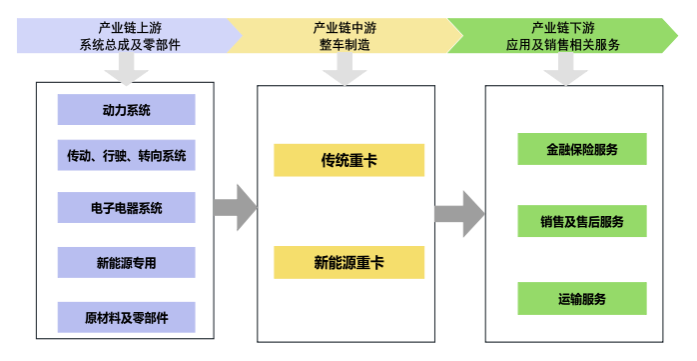 产业链上游
系统总成及零部件
产业链中游
整车制造
产业链下游
应用及销售相关服务
动力系统
传动、行驶、转向系统
电子电器系统
新能源专用
原材料及零部件
传统重卡
新能源重卡
金融保险服务
销售及售后服务
运输服务